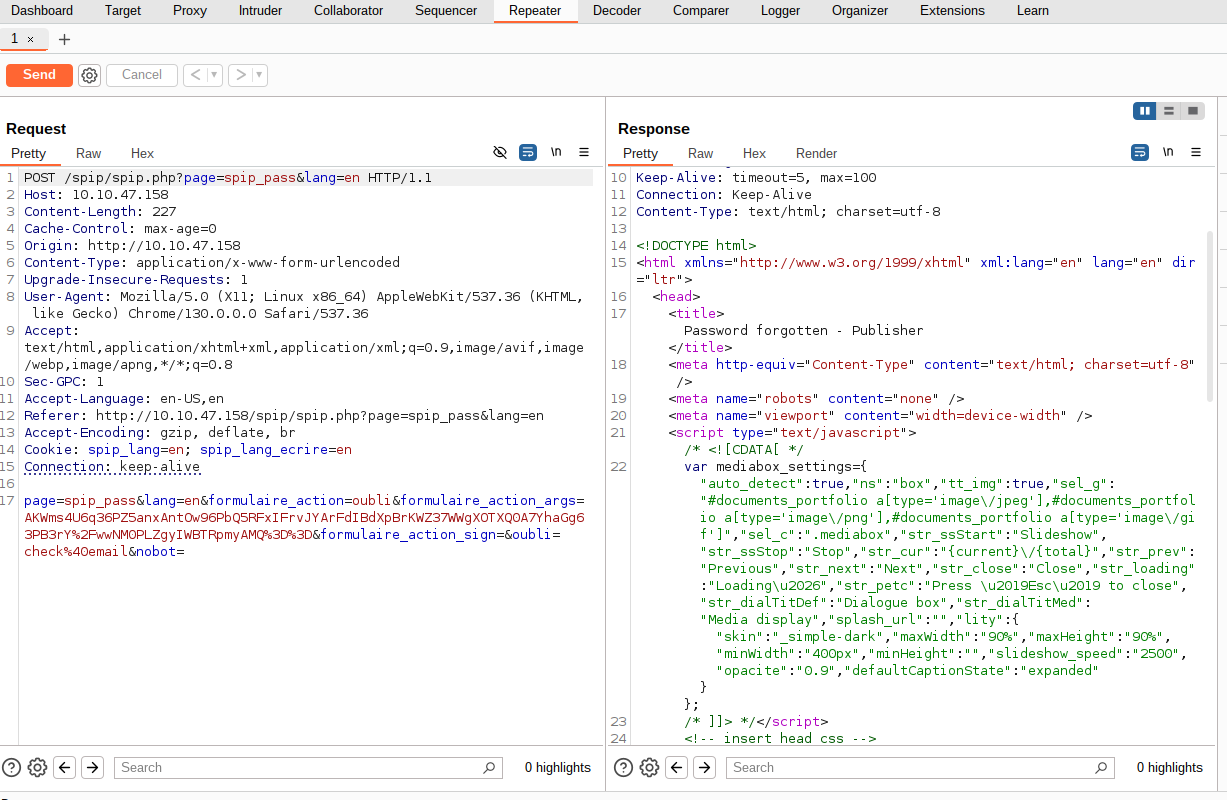 Dashboard Target Proxy Intruder Collaborator Sequencer Repeater Decoder Comparer Logger Organizer Extensions Learn
1 × +
Send Cancel < ▾ > ▾
Request
Pretty Raw Hex \n
1 POST /spip/spip.php?page=spip_pass&lang=en HTTP/1.1
2 Host: 10.10.47.158
3 Content-Length: 227
4 Cache-Control: max-age=0
5 Origin: http://10.10.47.158
6 Content-Type: application/x-www-form-urlencoded
7 Upgrade-Insecure-Requests: 1
8 User-Agent: Mozilla/5.0 (X11; Linux x86_64) AppleWebKit/537.36 (KHTML,
like Gecko) Chrome/130.0.0.0 Safari/537.36
9 Accept:
text/html,application/xhtml+xml,application/xml;q=0.9,image/avif,image
/webp,image/apng,*/*;q=0.8
10 Sec-GPC: 1
11 Accept-Language: en-US,en
12 Referer: http://10.10.47.158/spip/spip.php?page=spip_pass&lang=en
13 Accept-Encoding: gzip, deflate, br
14 Cookie: spip_lang=en; spip_lang_ecrire=en
15 Connection: keep-alive
16
17 page=spip_pass&lang=en&formulaire_action=oubli&formulaire_action_args=
AKWms4U6q36PZ5anxAntOw96PbQ5RFxIFrvJYArFdIBdXpBrKWZ37WWgXOTXQ0A7YhaGg6
3PB3rY%2FwwNM0PLZgyIWBTRpmyAMQ%3D%3D&formulaire_action_sign=&oubli=
check%40email&nobot=
Search 0 highlights
Response
Pretty Raw Hex Render \n
10 Keep-Alive: timeout=5, max=100
11 Connection: Keep-Alive
12 Content-Type: text/html; charset=utf-8
13
14 <!DOCTYPE html>
15 <html xmlns="http://www.w3.org/1999/xhtml" xml:lang="en" lang="en" dir
="ltr">
16 <head>
17 <title>
Password forgotten - Publisher
</title>
18 <meta http-equiv="Content-Type" content="text/html; charset=utf-8"
/>
19 <meta name="robots" content="none" />
20 <meta name="viewport" content="width=device-width" />
21 <script type="text/javascript">
/* <![CDATA[ */
22 var mediabox_settings={
"auto_detect":true,"ns":"box","tt_img":true,"sel_g":
"#documents_portfolio a[type='image\/jpeg'],#documents_portfol
io a[type='image\/png'],#documents_portfolio a[type='image\/gi
f']","sel_c":".mediabox","str_ssStart":"Slideshow",
"str_ssStop":"Stop","str_cur":"{current}\/{total}","str_prev":
"Previous","str_next":"Next","str_close":"Close","str_loading"
:"Loading\u2026","str_petc":"Press \u2019Esc\u2019 to close",
"str_dialTitDef":"Dialogue box","str_dialTitMed":
"Media display","splash_url":"","lity":{
"skin":"_simple-dark","maxWidth":"90%","maxHeight":"90%",
"minWidth":"400px","minHeight":"","slideshow_speed":"2500",
"opacite":"0.9","defaultCaptionState":"expanded"
}
};
23 /* ]]> */</script>
24 <!-- insert_head_css -->
Search 0 highlights